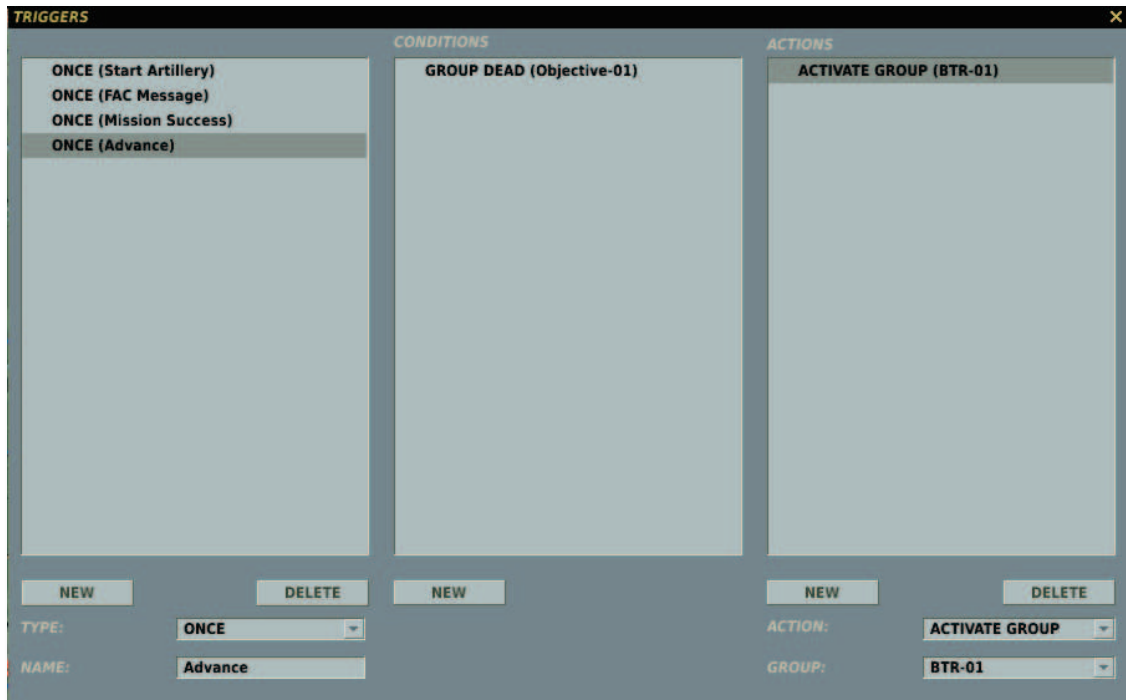 TRIGGERS
CONDITIONS
ACTIONS
ONCE (Start Artillery)
ONCE (FAC Message)
ONCE (Mission Success)
ONCE (Advance)
GROUP DEAD (Objective-01)
ACTIVATE GROUP (BTR-01)
NEW
DELETE
NEW
NEW
DELETE
TYPE: ONCE
NAME: Advance
ACTION: ACTIVATE GROUP
GROUP: BTR-01